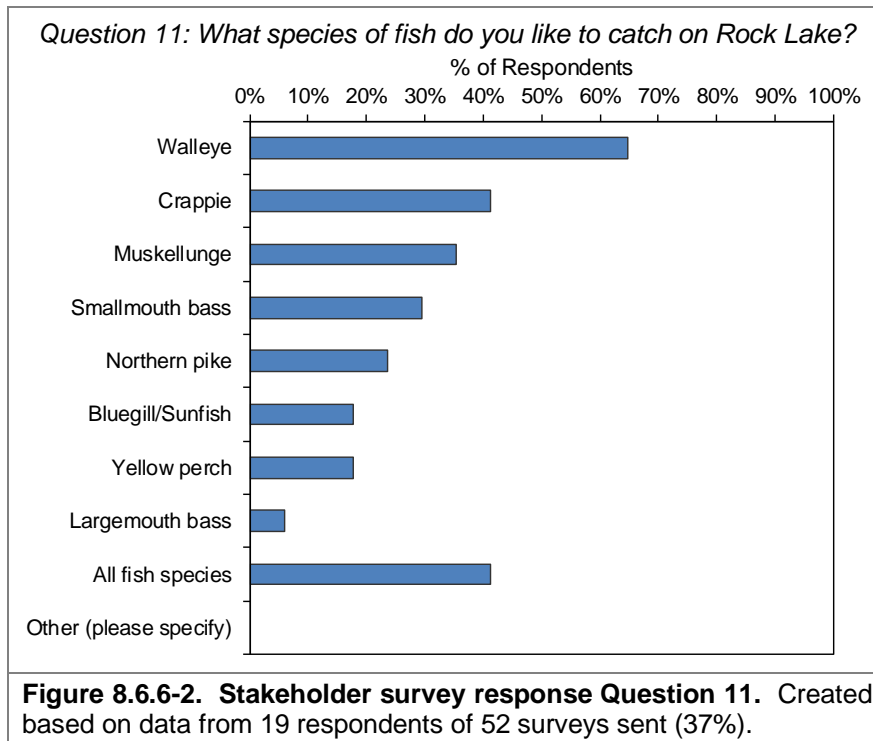 Question 11: What species of fish do you like to catch on Rock Lake?
% of Respondents
0% 10% 20% 30% 40% 50% 60% 70% 80% 90% 100%
Walleye
Crappie
Muskellunge
Smallmouth bass
Northern pike
Bluegill/Sunfish
Yellow perch
Largemouth bass
All fish species
Other (please specify)
Figure 8.6.6-2. Stakeholder survey response Question 11. Created
based on data from 19 respondents of 52 surveys sent (37%).